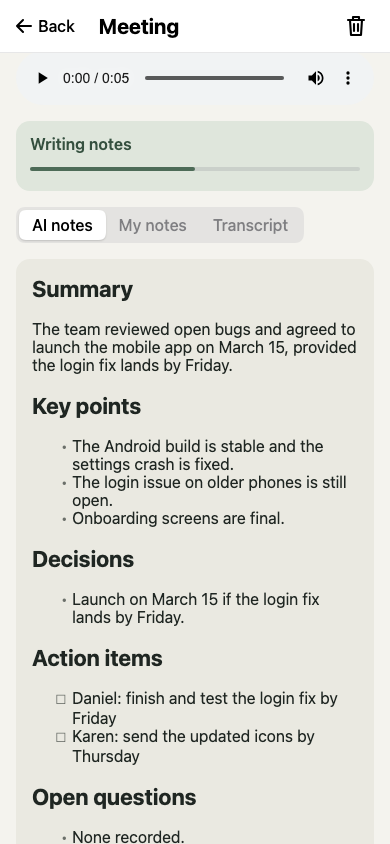 Back Meeting
0:00 / 0:05
Writing notes
AI notes My notes Transcript
Summary
The team reviewed open bugs and agreed to
launch the mobile app on March 15, provided
the login fix lands by Friday.
Key points
• The Android build is stable and the
settings crash is fixed.
• The login issue on older phones is still
open.
• Onboarding screens are final.
Decisions
• Launch on March 15 if the login fix
lands by Friday.
Action items
☐ Daniel: finish and test the login fix by
Friday
☐ Karen: send the updated icons by
Thursday
Open questions
• None recorded.